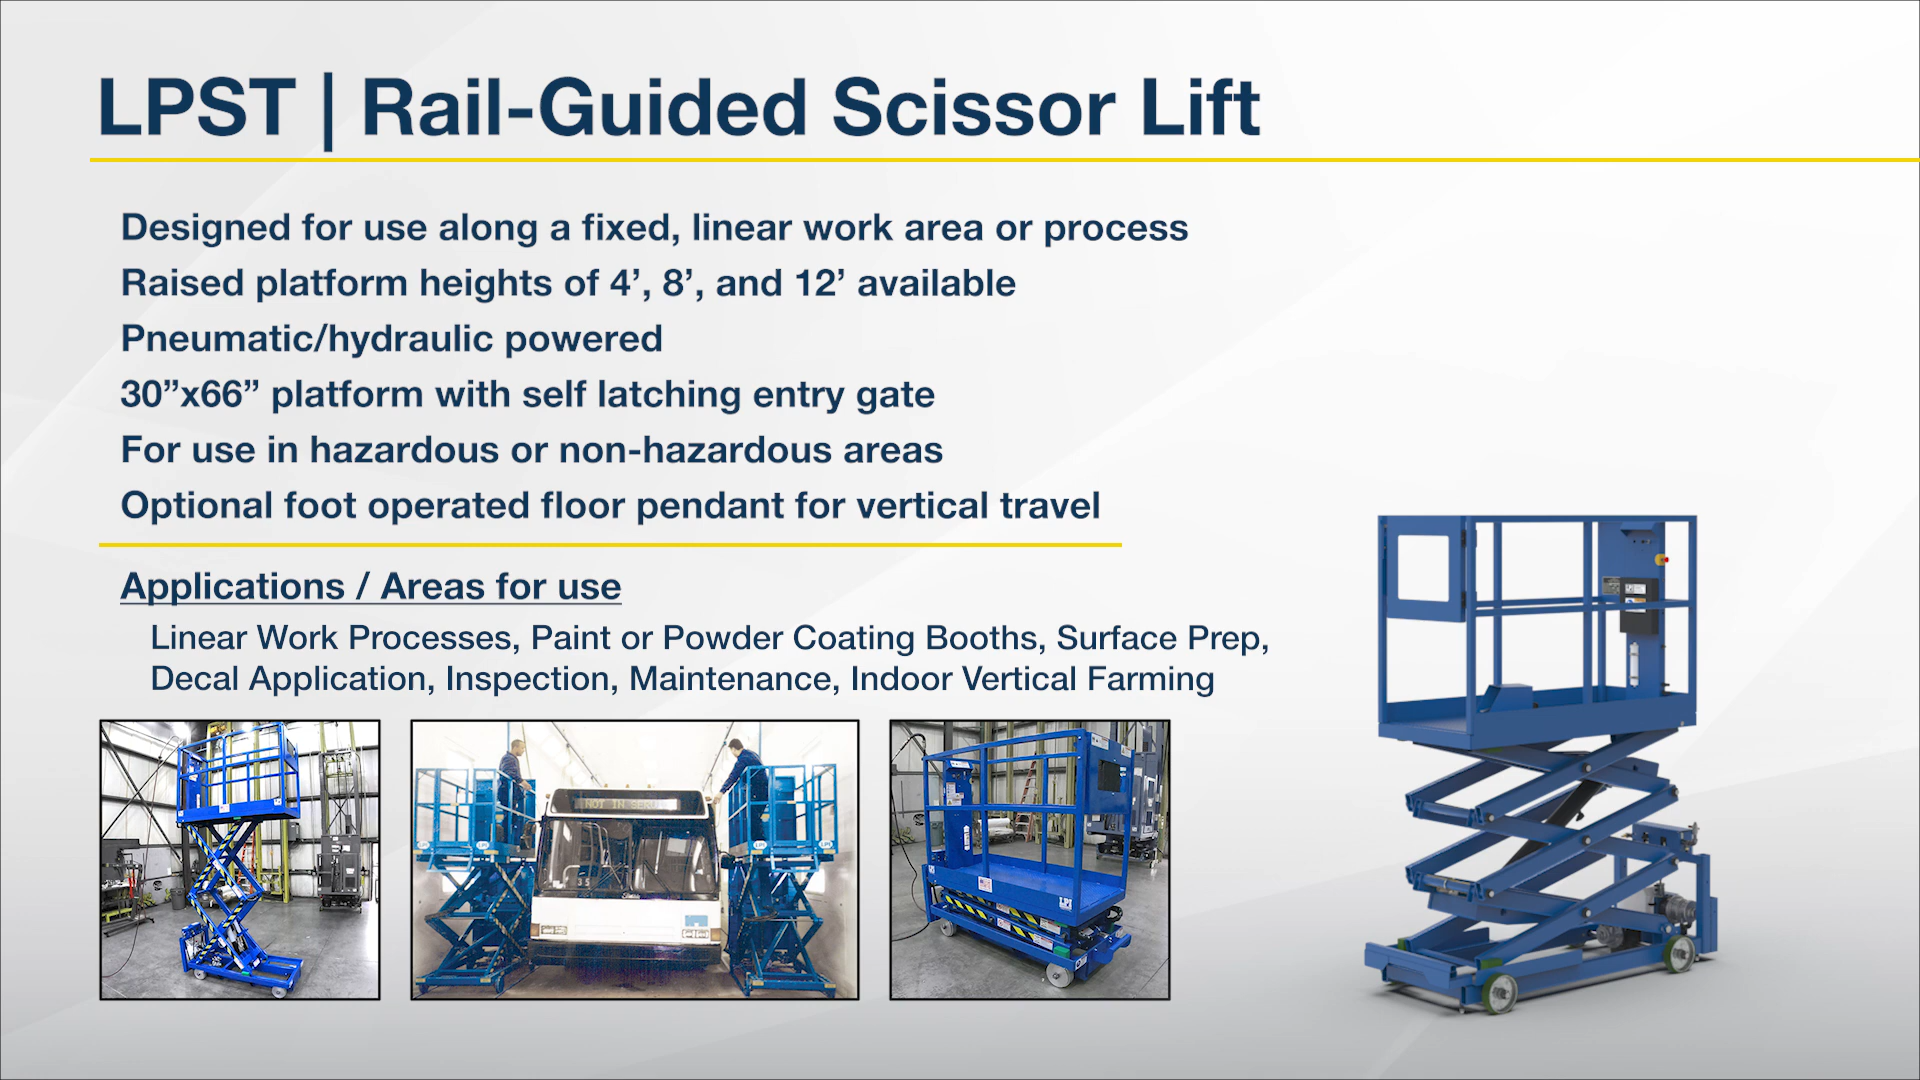 LPST | Rail-Guided Scissor Lift
Designed for use along a fixed, linear work area or process
Raised platform heights of 4’, 8’, and 12’ available
Pneumatic/hydraulic powered
30”x66” platform with self latching entry gate
For use in hazardous or non-hazardous areas
Optional foot operated floor pendant for vertical travel
Applications / Areas for use
Linear Work Processes, Paint or Powder Coating Booths, Surface Prep,
Decal Application, Inspection, Maintenance, Indoor Vertical Farming
NOT IN
LPI